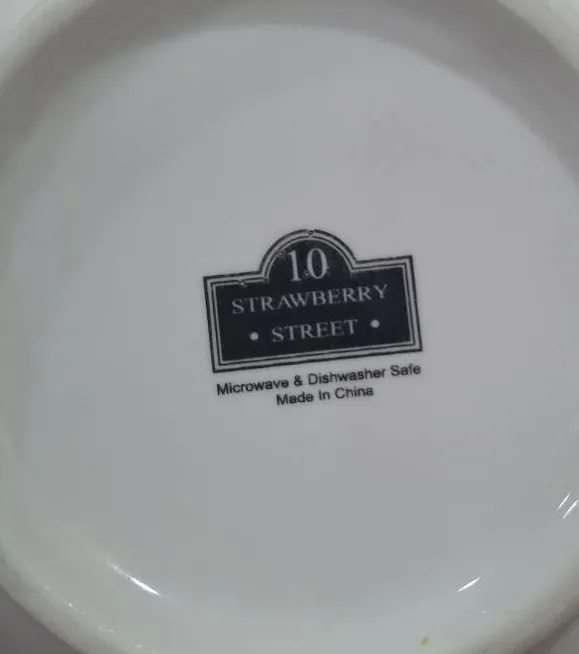 10
STRAWBERRY
• STREET •
Microwave & Dishwasher Safe
Made In China